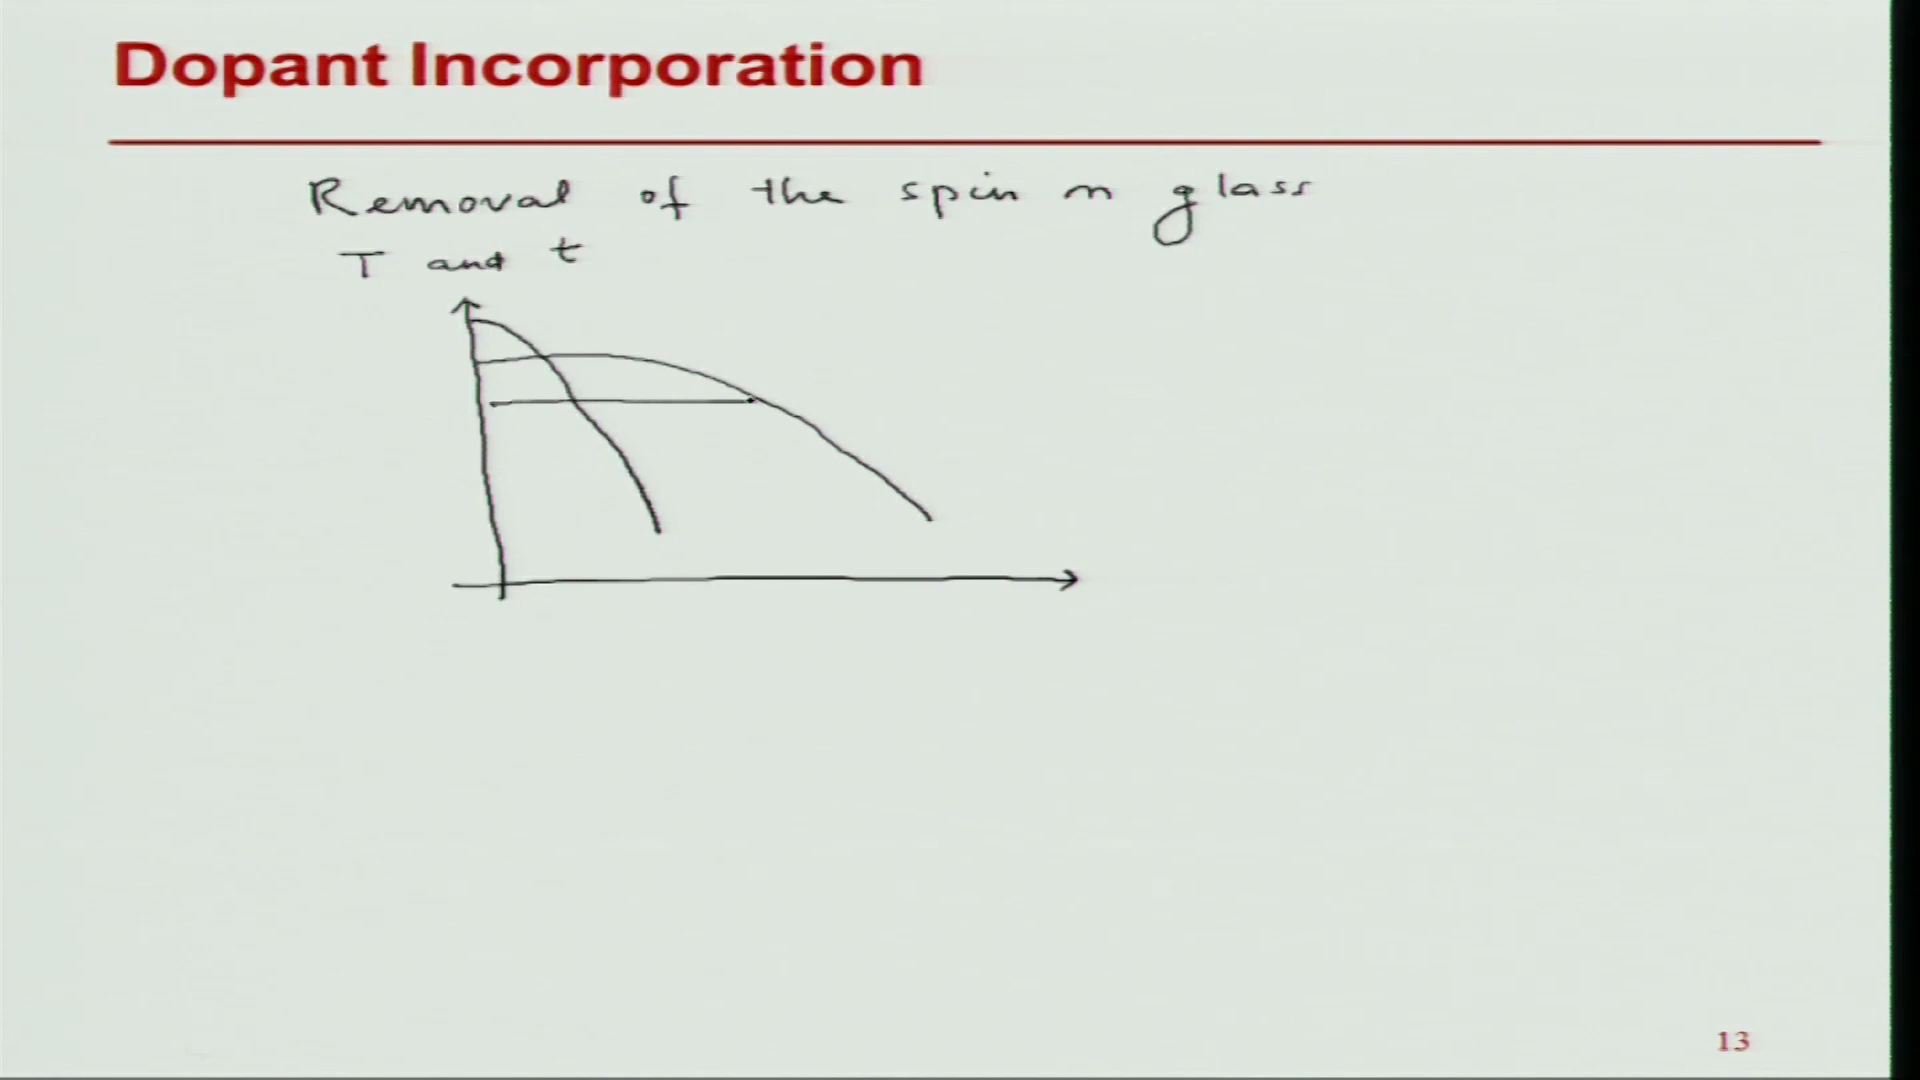 Dopant Incorporation
Removal of the spin on glass
T and t
13